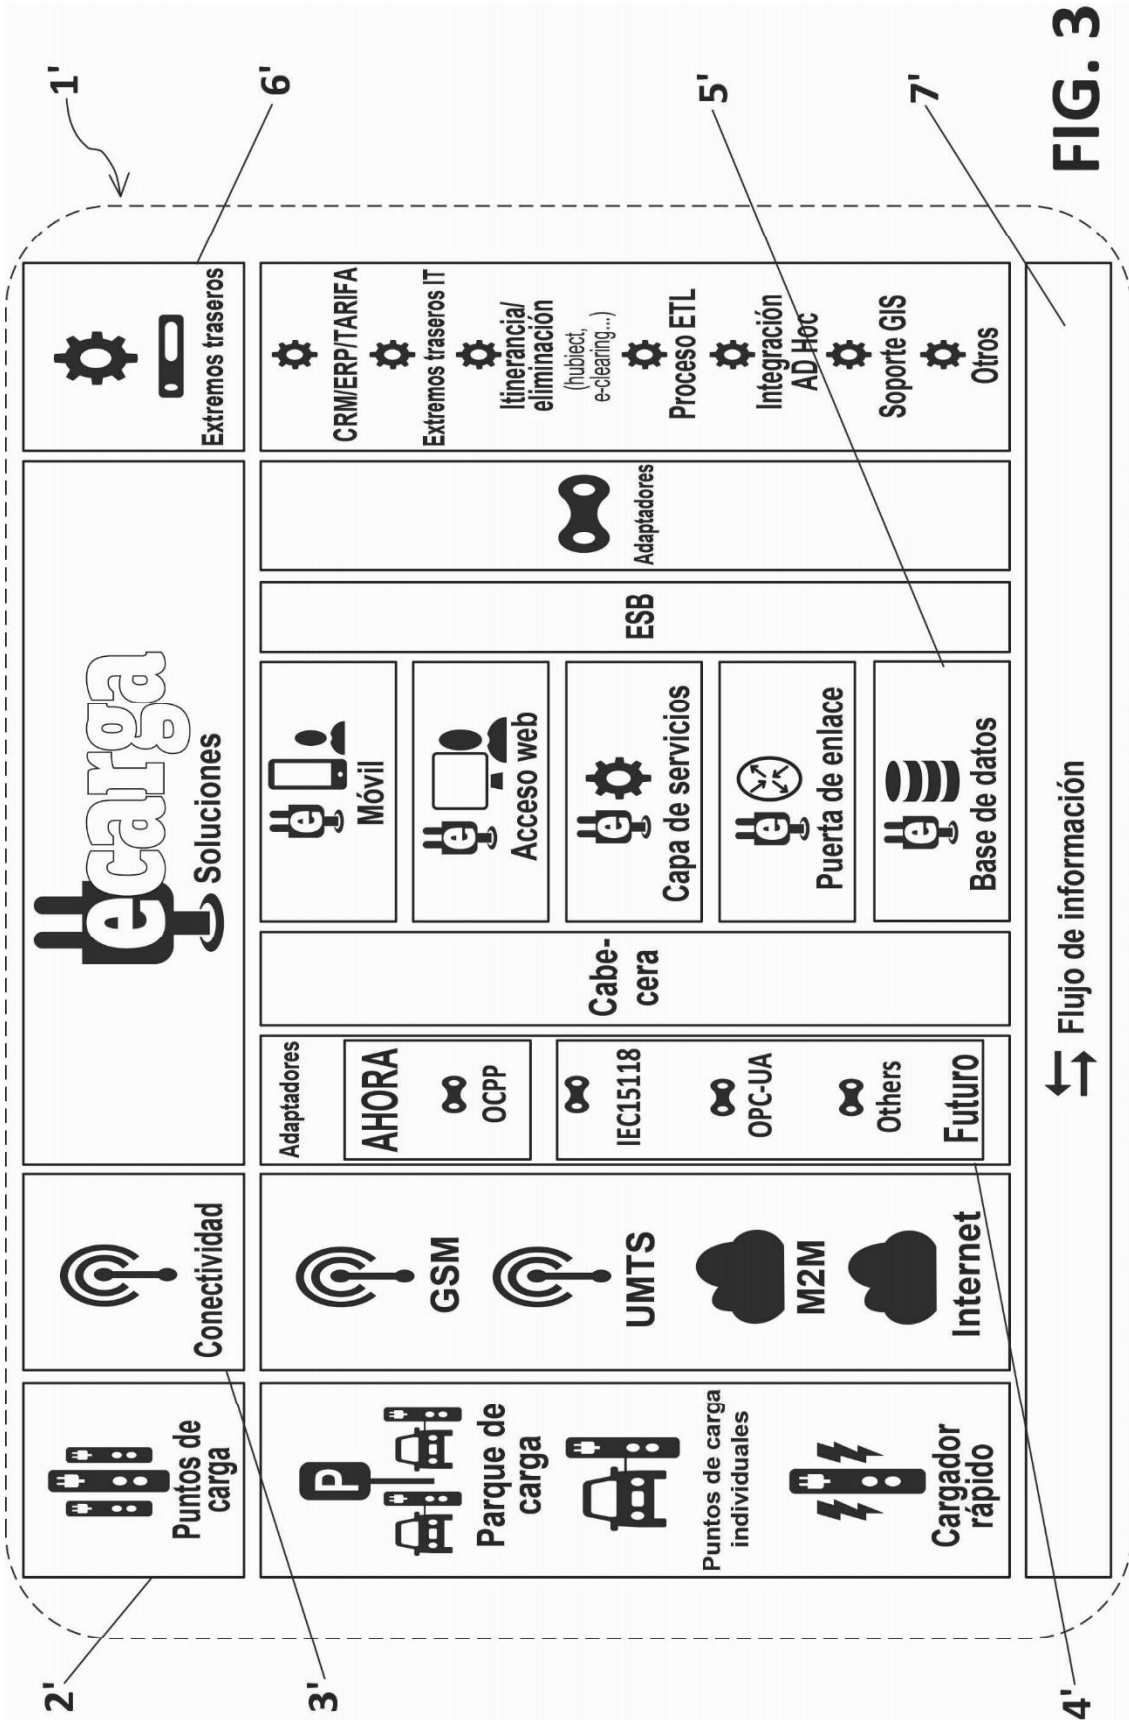 1'
2'
3'
4'
5'
6'
7'
Puntos de
carga
Conectividad
ecarga
Soluciones
Extremos traseros
Parque de
carga
Puntos de carga
individuales
Cargador
rápido
GSM
UMTS
M2M
Internet
Adaptadores
AHORA
OCPP
IEC15118
OPC-UA
Others
Futuro
Cabe-
cera
e
Móvil
e
Acceso web
e
Capa de servicios
e
Puerta de enlace
e
Base de datos
ESB
Adaptadores
CRM/ERP/TARIFA
Extremos traseros IT
Itinerancia/
eliminación
(hubject,
e-clearing...)
Proceso ETL
Integración
AD Hoc
Soporte GIS
Otros
P
Flujo de información
FIG. 3